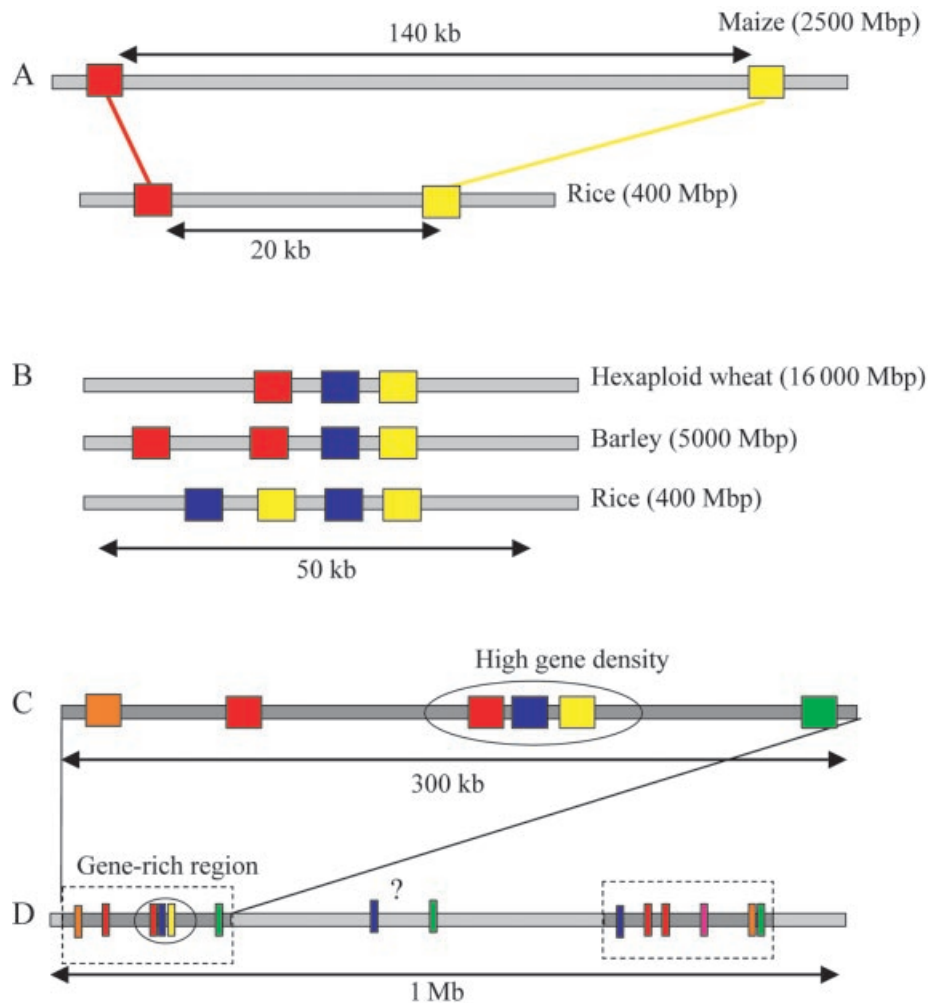 Maize (2500 Mbp)
140 kb
A
Rice (400 Mbp)
20 kb
B
Hexaploid wheat (16 000 Mbp)
Barley (5000 Mbp)
Rice (400 Mbp)
50 kb
High gene density
C
300 kb
Gene-rich region
?
D
1 Mb